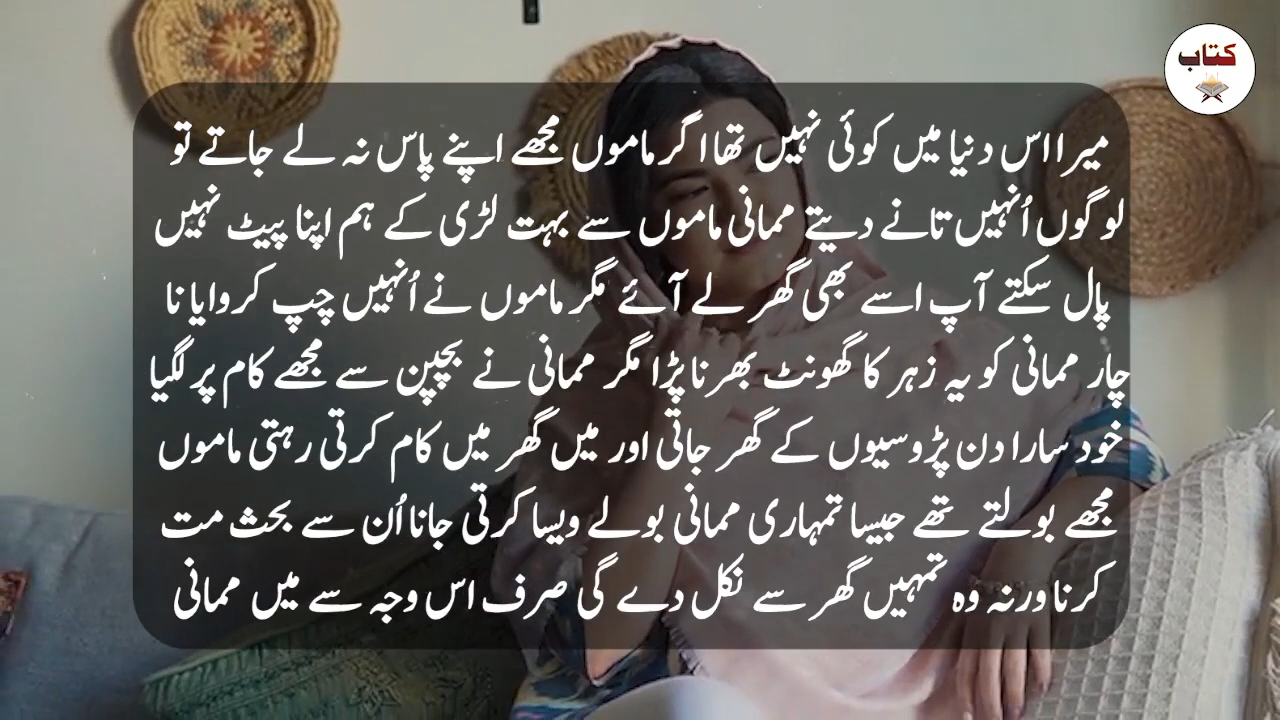 کتاب
میرا اس دنیا میں کوئی نہیں تھا اگر ماموں مجھے اپنے پاس نہ لے جاتے تو
لوگوں اُنہیں تانے دیتے ممانی ماموں سے بہت لڑی کے ہم اپنا پیٹ نہیں
پال سکتے آپ اسے بھی گھر لے آئے مگر ماموں نے اُنہیں چپ کروایا نا
چار ممانی کو یہ زہر کا گھونٹ بھرنا پڑا مگر ممانی نے بچپن سے مجھے کام پر لگیا
خود سارا دن پڑوسیوں کے گھر جاتی اور میں گھر میں کام کرتی رہتی ماموں
مجھے بولتے تھے جیسا تمہاری ممانی بولے ویسا کرتی جانا اُن سے بحث مت
کرنا ورنہ وہ تمہیں گھر سے نکل دے گی صرف اس وجہ سے میں ممانی